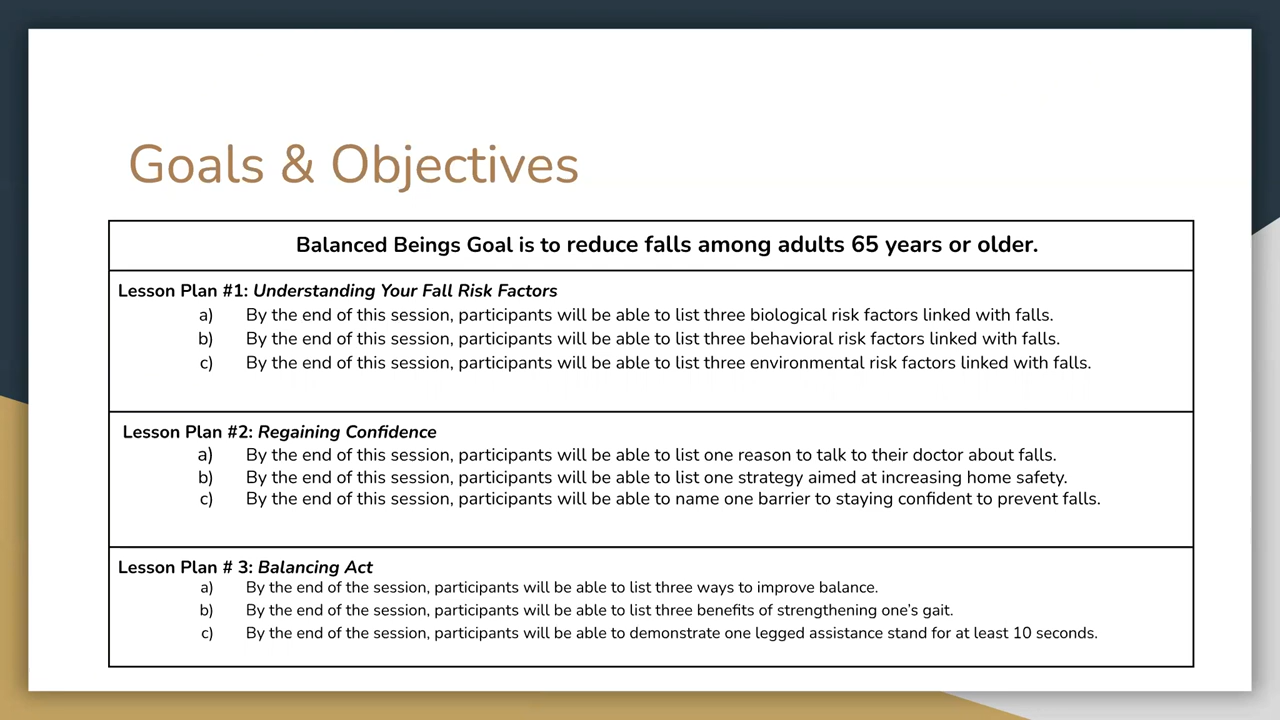 Goals & Objectives
Balanced Beings Goal is to reduce falls among adults 65 years or older.
Lesson Plan #1: Understanding Your Fall Risk Factors
a) By the end of this session, participants will be able to list three biological risk factors linked with falls.
b) By the end of this session, participants will be able to list three behavioral risk factors linked with falls.
c) By the end of this session, participants will be able to list three environmental risk factors linked with falls.
Lesson Plan #2: Regaining Confidence
a) By the end of this session, participants will be able to list one reason to talk to their doctor about falls.
b) By the end of this session, participants will be able to list one strategy aimed at increasing home safety.
c) By the end of this session, participants will be able to name one barrier to staying confident to prevent falls.
Lesson Plan # 3: Balancing Act
a) By the end of the session, participants will be able to list three ways to improve balance.
b) By the end of the session, participants will be able to list three benefits of strengthening one's gait.
c) By the end of the session, participants will be able to demonstrate one legged assistance stand for at least 10 seconds.